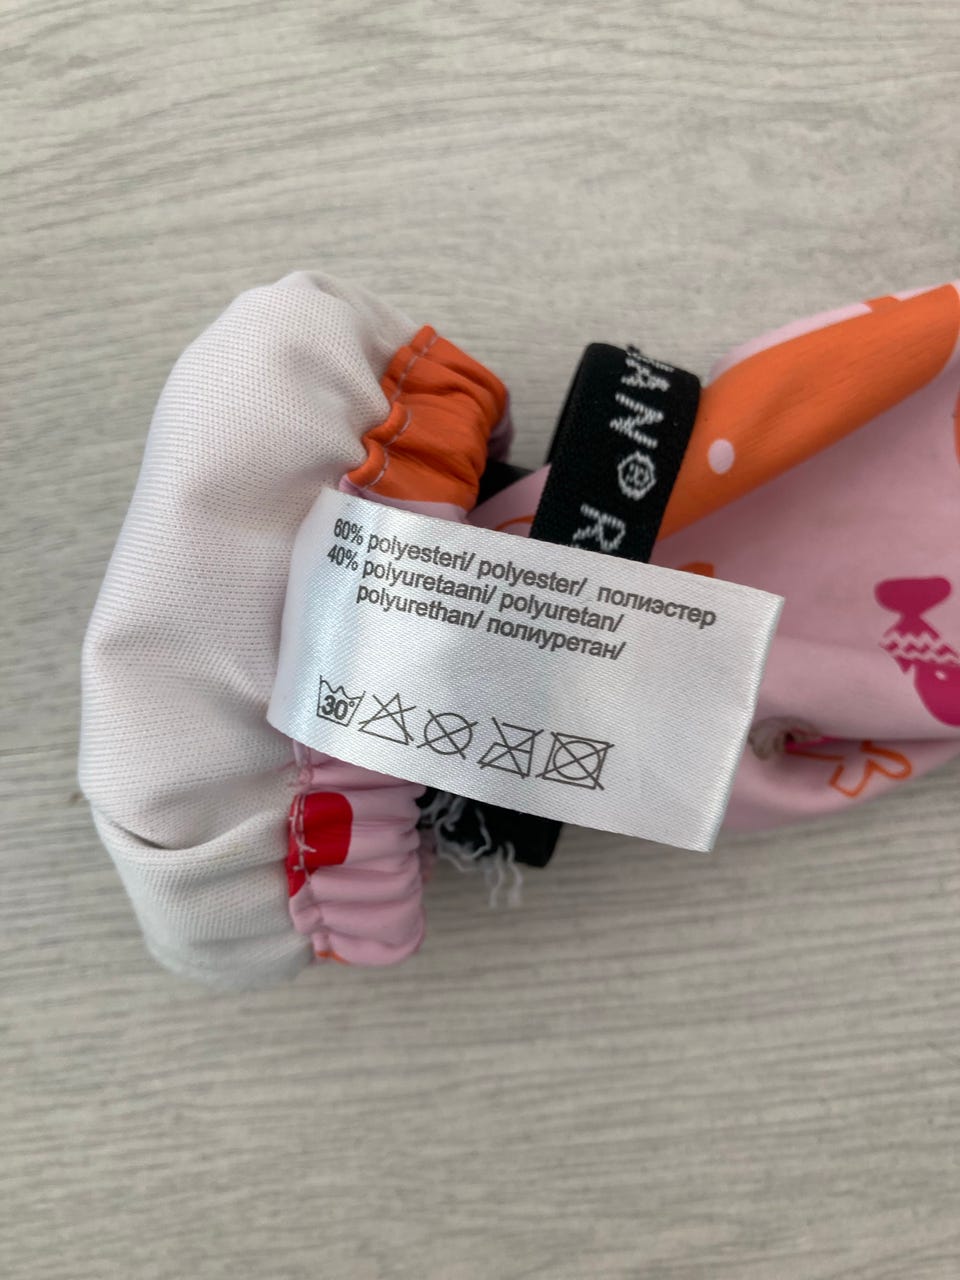 60% polyesteri/ polyester/ полиэстер
40% polyuretaani/ polyuretan/
polyurethan/ полиуретан/
30°